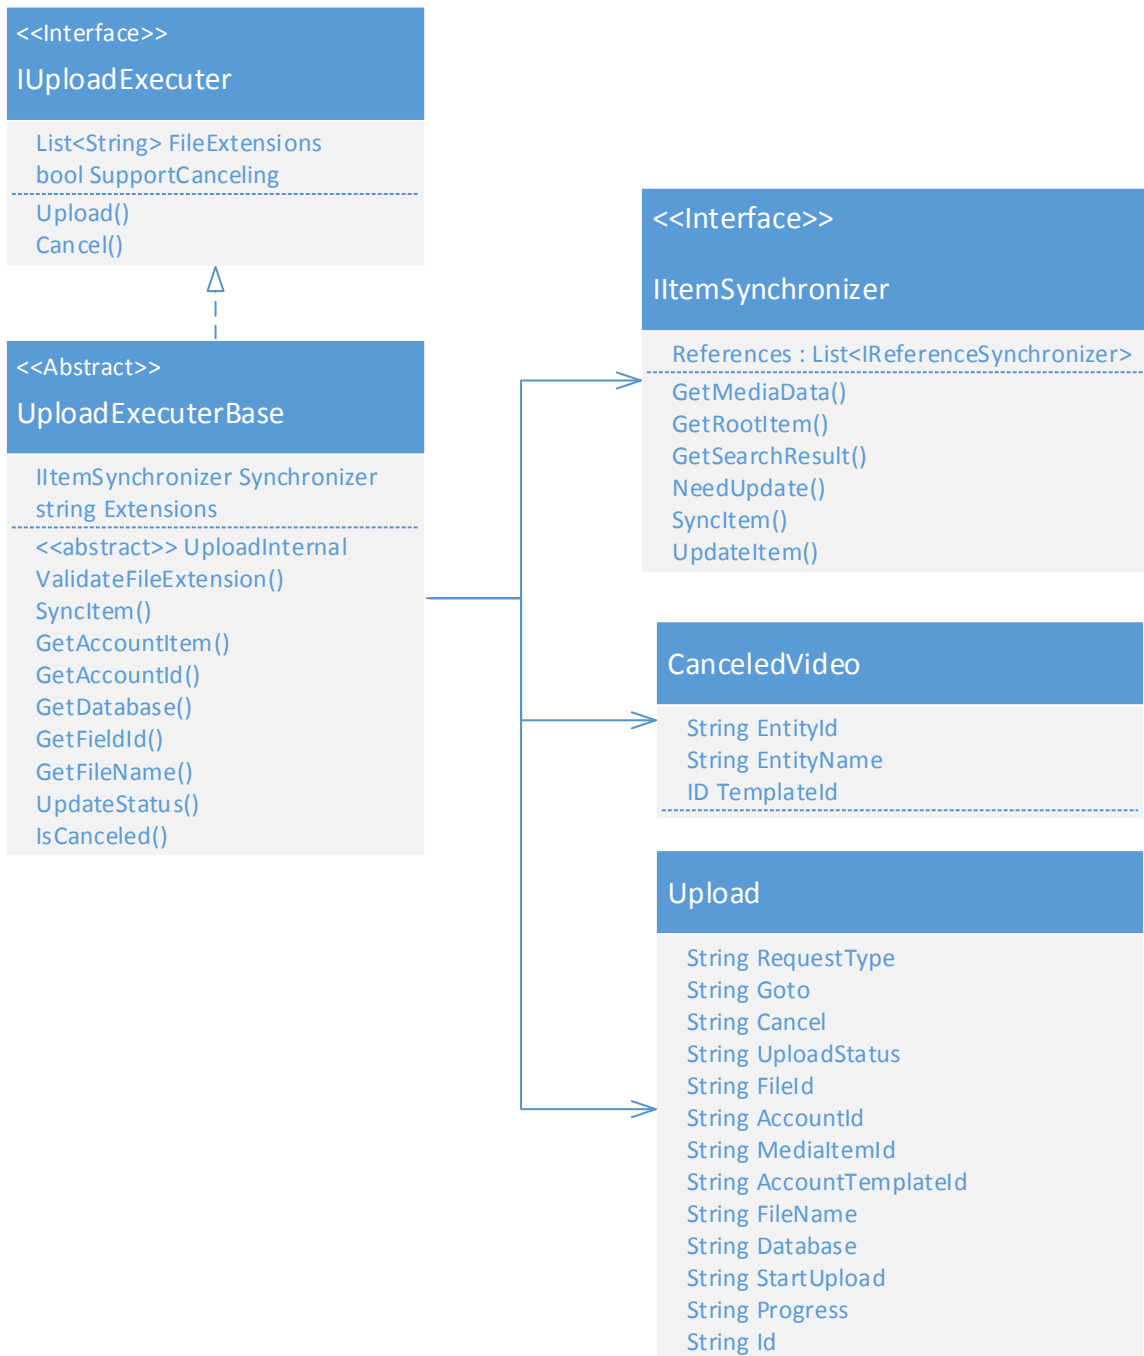 <<Interface>>
IUploadExecuter
List<String> FileExtensions
bool SupportCanceling
Upload()
Cancel()
<<Abstract>>
UploadExecuterBase
IItemSynchronizer Synchronizer
string Extensions
<<abstract>> UploadInternal
ValidateFileExtension()
SyncItem()
GetAccountItem()
GetAccountId()
GetDatabase()
GetFieldId()
GetFileName()
UpdateStatus()
IsCanceled()
<<Interface>>
IItemSynchronizer
References : List<IReferenceSynchronizer>
GetMediaData()
GetRootItem()
GetSearchResult()
NeedUpdate()
SyncItem()
UpdateItem()
CanceledVideo
String EntityId
String EntityName
ID TemplateId
Upload
String RequestType
String Goto
String Cancel
String UploadStatus
String FileId
String AccountId
String MediaItemId
String AccountTemplateId
String FileName
String Database
String StartUpload
String Progress
String Id